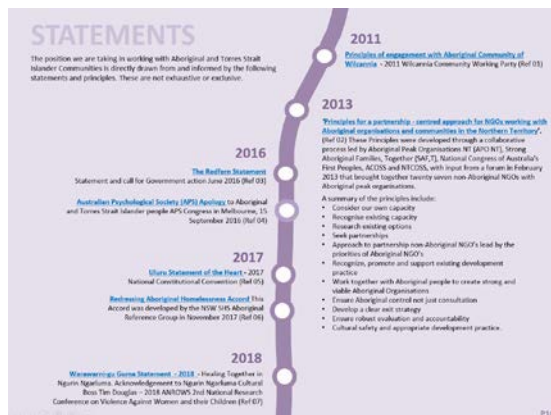 STATEMENTS
The position we are taking in working with Aboriginal and Torres Strait
Islander Communities is directly drawn from and informed by the following
statements and principles. These are not exhaustive or exclusive.
2011
Principles of engagement with Aboriginal Community of
Wilcannia - 2011 Wilcannia Community Working Party (Ref 01)
2013
'Principles for a partnership - centred approach for NGOs working with
Aboriginal organisations and communities in the Northern Territory'.
(Ref 02) These Principles were developed through a collaborative
process led by Aboriginal Peak Organisations NT (APO NT), Strong
Aboriginal Families, Together (SAF,T), National Congress of Australia's
First Peoples, ACOSS and NTCOSS, with input from a forum in February
2013 that brought together twenty seven non-Aboriginal NGOs with
Aboriginal peak organisations.
A summary of the principles include:
• Consider our own capacity
• Recognise existing capacity
• Research existing options
• Seek partnerships
• Approach to partnership non-Aboriginal NGO's lead by the
priorities of Aboriginal NGO's
• Recognize, promote and support existing development
practice
• Work together with Aboriginal people to create strong and
viable Aboriginal Organisations
• Ensure Aboriginal control not just consultation
• Develop a clear exit strategy
• Ensure robust evaluation and accountability
• Cultural safety and appropriate development practice.
2016
The Redfern Statement
Statement and call for Government action June 2016 (Ref 03)
Australian Psychological Society (APS) Apology to Aboriginal
and Torres Strait Islander people APS Congress in Melbourne, 15
September 2016 (Ref 04)
2017
Uluru Statement of the Heart - 2017
National Constitutional Convention (Ref 05)
Redressing Aboriginal Homelessness Accord This
Accord was developed by the NSW SHS Aboriginal
Reference Group in November 2017 (Ref 06)
2018
Warawarni-gu Guma Statement - 2018 - Healing Together in
Ngurin Ngarluma. Acknowledgement to Ngurin Ngarluma Cultural
Boss Tim Douglas – 2018 ANROWS 2nd National Research
Conference on Violence Against Women and their Children (Ref 07)